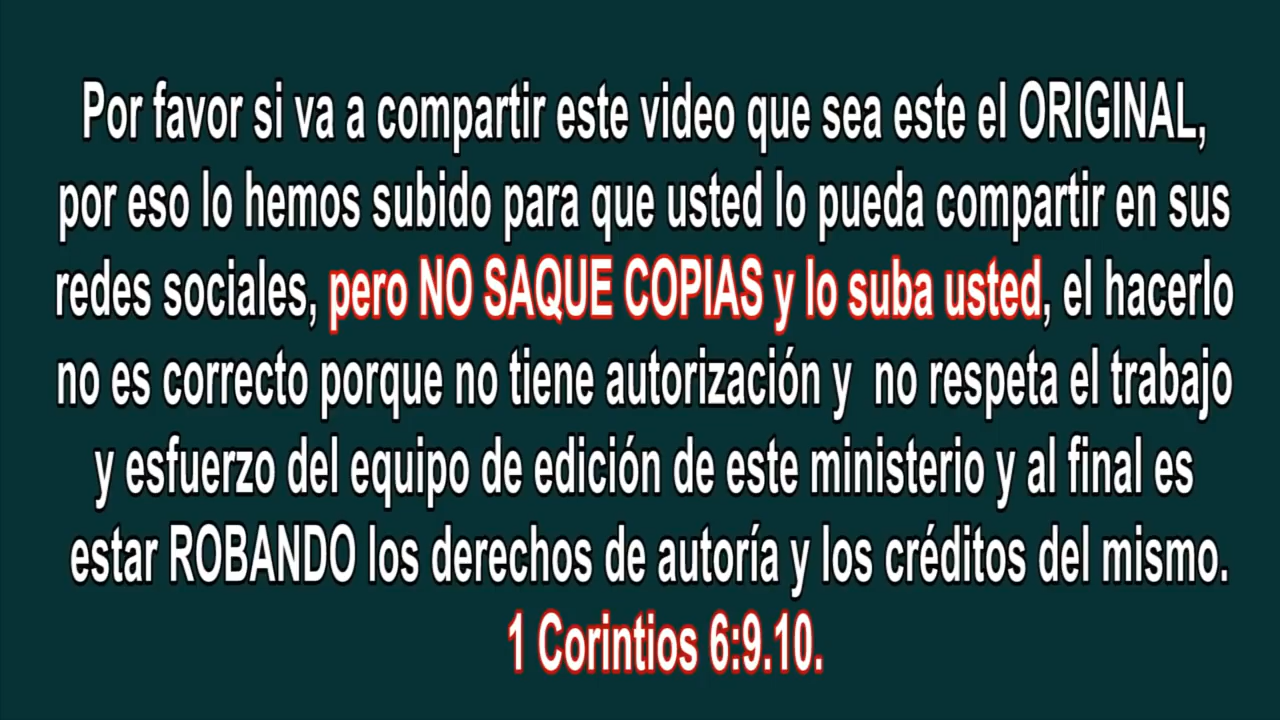 Por favor si va a compartir este video que sea este el ORIGINAL,
por eso lo hemos subido para que usted lo pueda compartir en sus
redes sociales, pero NO SAQUE COPIAS y lo suba usted, el hacerlo
no es correcto porque no tiene autorización y  no respeta el trabajo
y esfuerzo del equipo de edición de este ministerio y al final es
estar ROBANDO los derechos de autoría y los créditos del mismo.
1 Corintios 6:9.10.